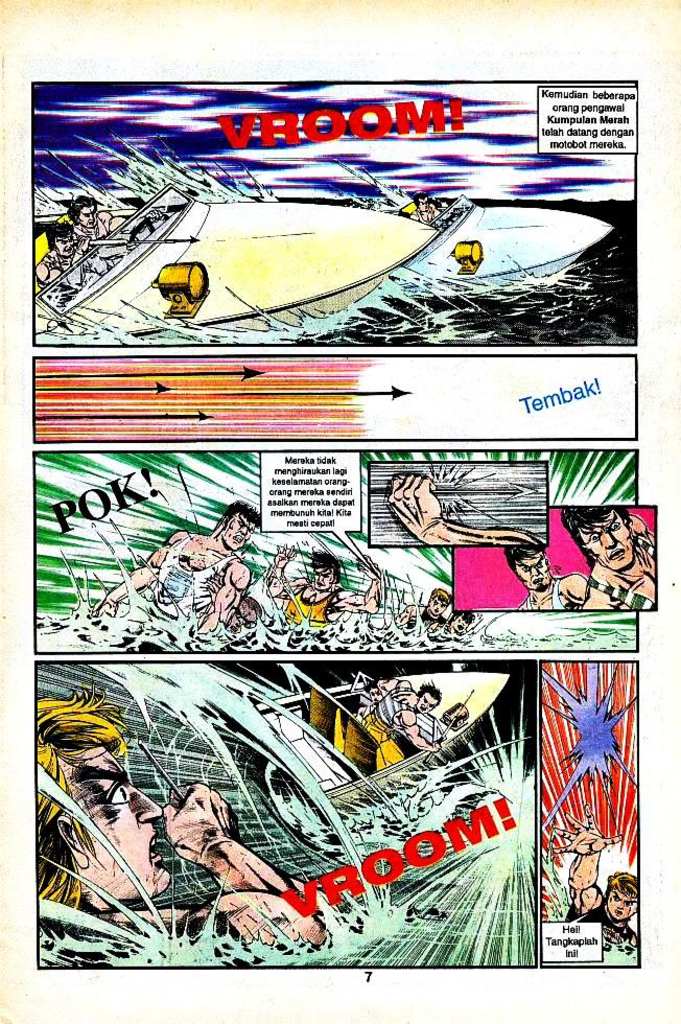 VROOM!
Kemudian beberapa
orang pengawal
Kumpulan Merah
telah datang dengan
motobot mereka.
Tembak!
POK!
Mereka tidak
menghiraukan lagi
keselamatan orang-
orang mereka sendiri
asalkan mereka dapat
membunuh kita! Kita
mesti cepat!
VROOM!
Hei!
Tangkaplah
ini!
7